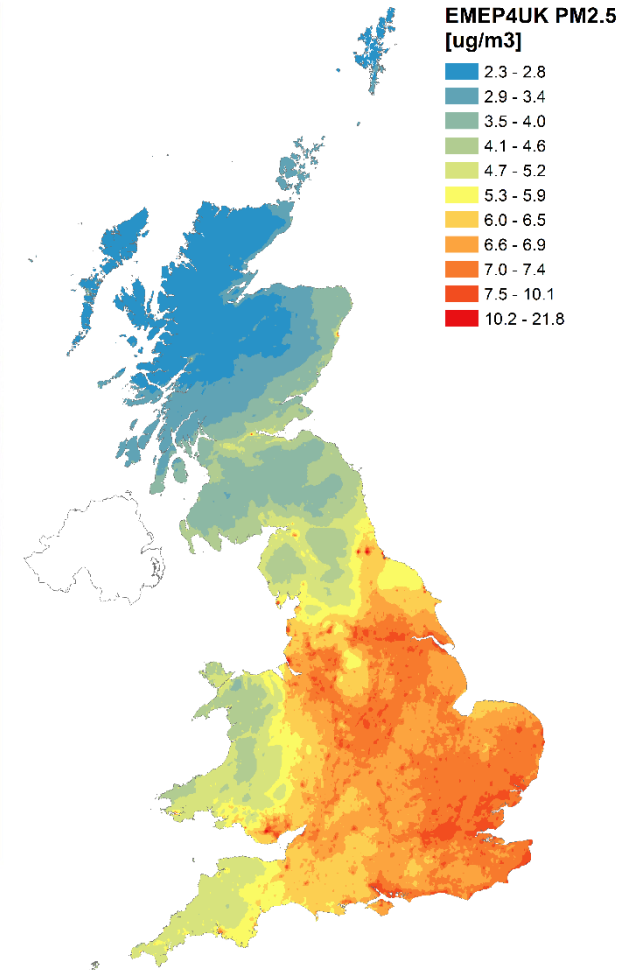 EMEP4UK PM2.5
[ug/m3]
2.3 - 2.8
2.9 - 3.4
3.5 - 4.0
4.1 - 4.6
4.7 - 5.2
5.3 - 5.9
6.0 - 6.5
6.6 - 6.9
7.0 - 7.4
7.5 - 10.1
10.2 - 21.8